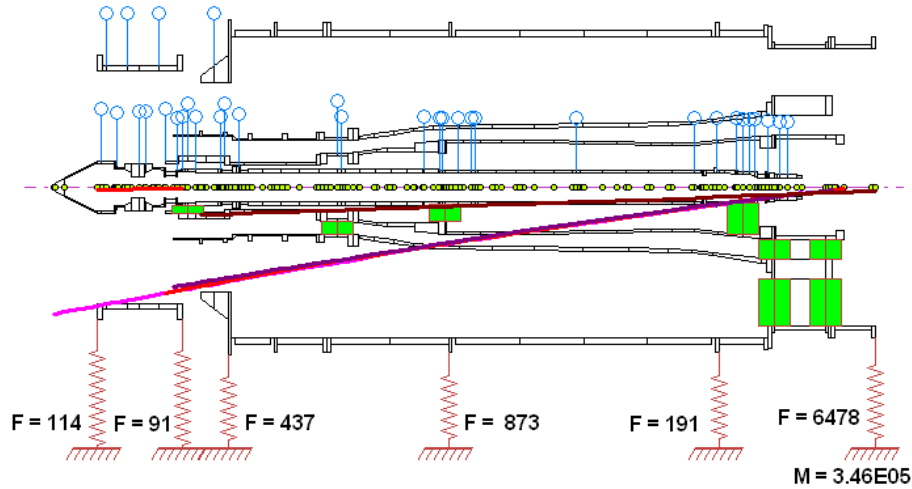 F = 114 F = 91 F = 437 F = 873 F = 191 F = 6478
M = 3.46E05